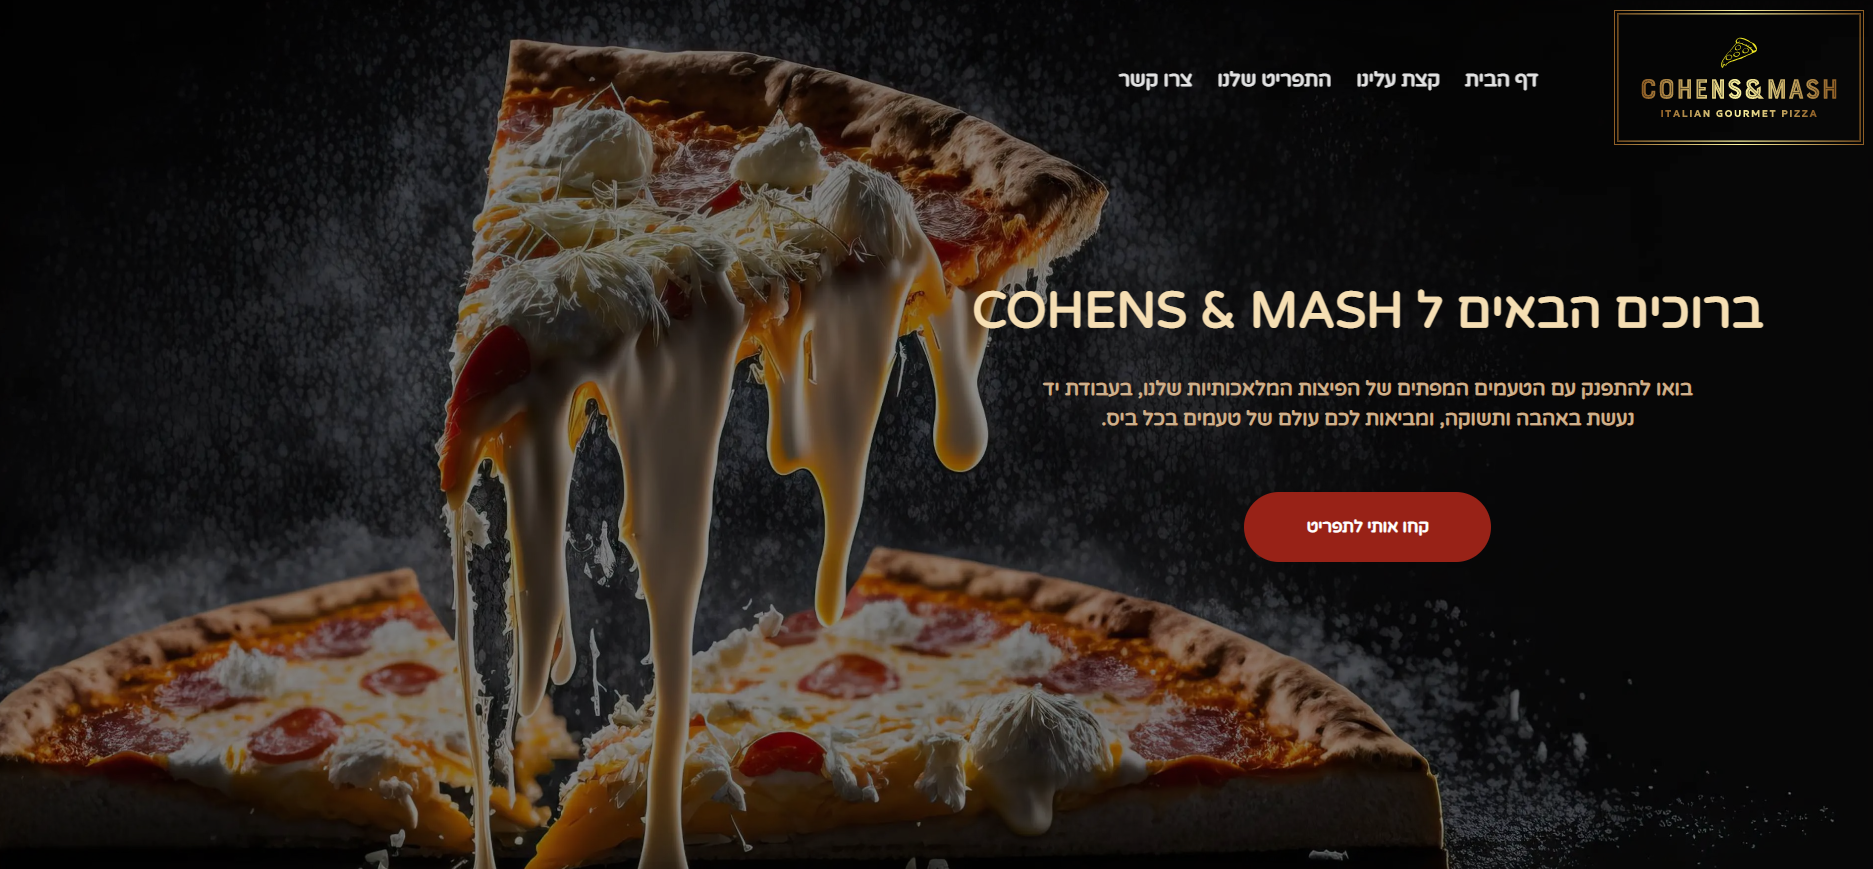 COHENS&MASH
ITALIAN GOURMET PIZZA
דף הבית קצת עלינו התפריט שלנו צרו קשר
ברוכים הבאים ל COHENS & MASH
בואו להתפנק עם הטעמים המפתים של הפיצות המלאכותיות שלנו, בעבודת יד
נעשת באהבה ותשוקה, ומביאות לכם עולם של טעמים בכל ביס.
קחו אותי לתפריט